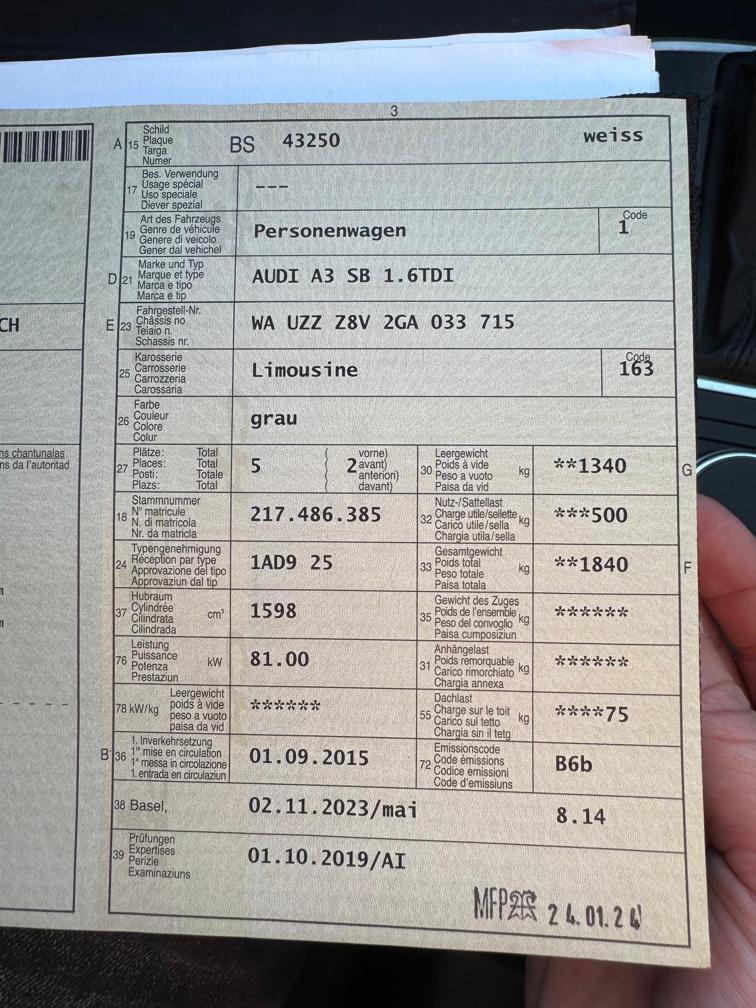 3
A 15 Schild
Plaque
Targa
Numer
BS 43250 weiss
17 Bes. Verwendung
Usage spécial
Uso speciale
Diever spezial
---
19 Art des Fahrzeugs
Genre de véhicule
Genere di veicolo
Gener dal vehichel
Personenwagen
Code
1
D 21 Marke und Typ
Marque et type
Marca e tipo
Marca e tip
AUDI A3 SB 1.6TDI
CH
E 23 Fahrgestell-Nr.
Châssis no
Telaio n.
Schassis nr.
WA UZZ Z8V 2GA 033 715
25 Karosserie
Carrosserie
Carrozzeria
Carossaria
Limousine
Code
163
26 Farbe
Couleur
Colore
Colur
grau
ns chantunalas
ns da l'autoritad
27 Plätze: Total
Places: Total
Posti: Totale
Plazs: Total
5
2
vorne)
avant)
anteriori)
davant)
30 Leergewicht
Poids à vide
Peso a vuoto
Paisa da vid
kg
**1340
G
18 Stammnummer
N° matricule
N. di matricola
Nr. da matricla
217.486.385
32 Nutz-/Sattellast
Charge utile/sellette
Carico utile/sella
Chargia utila/sella
kg
***500
24 Typengenehmigung
Réception par type
Approvazione del tipo
Approvaziun dal tip
1AD9 25
33 Gesamtgewicht
Poids total
Peso totale
Paisa totala
kg
**1840
F
37 Hubraum
Cylindrée
Cilindrata
Cilindrada
cm³
1598
35 Gewicht des Zuges
Poids de l'ensemble
Peso del convoglio
Paisa cumposiziun
kg
******
76 Leistung
Puissance
Potenza
Prestaziun
kW
81.00
31 Anhängelast
Poids remorquable
Carico rimorchiato
Chargia annexa
kg
******
78 kW/kg
Leergewicht
poids à vide
peso a vuoto
paisa da vid
******
55 Dachlast
Charge sur le toit
Carico sul tetto
Chargia sin il tetg
kg
****75
B 36 1. Inverkehrsetzung
1re mise en circulation
1a messa in circolazione
1. entrada en circulaziun
01.09.2015
72 Emissionscode
Code émissions
Codice emissioni
Code d'emissiuns
B6b
38 Basel,
02.11.2023/mai 8.14
39 Prüfungen
Expertises
Perizie
Examinaziuns
01.10.2019/AI
MFP 24.01.24